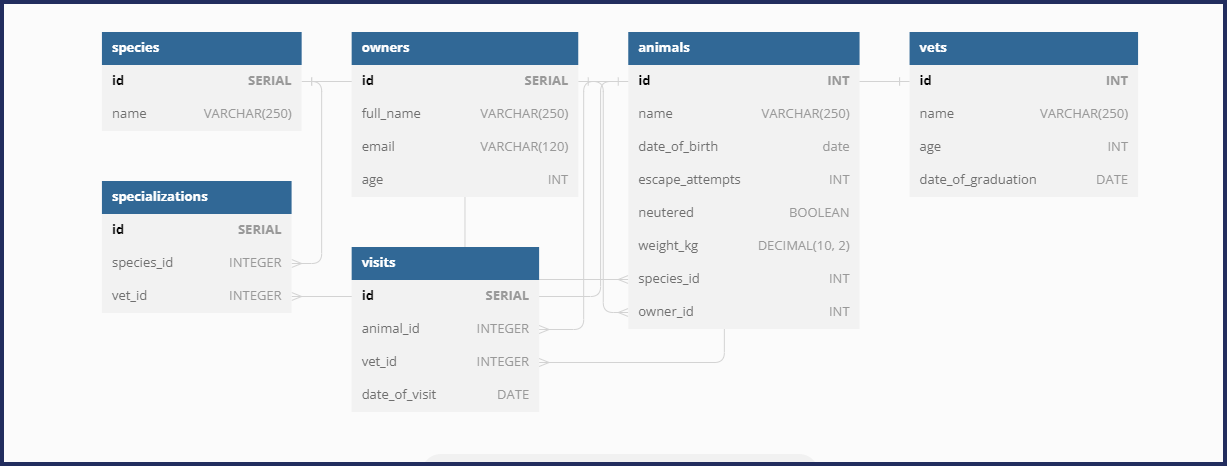 species
id SERIAL
name VARCHAR(250)
specializations
id SERIAL
species_id INTEGER
vet_id INTEGER
owners
id SERIAL
full_name VARCHAR(250)
email VARCHAR(120)
age INT
visits
id SERIAL
animal_id INTEGER
vet_id INTEGER
date_of_visit DATE
animals
id INT
name VARCHAR(250)
date_of_birth date
escape_attempts INT
neutered BOOLEAN
weight_kg DECIMAL(10, 2)
species_id INT
owner_id INT
vets
id INT
name VARCHAR(250)
age INT
date_of_graduation DATE